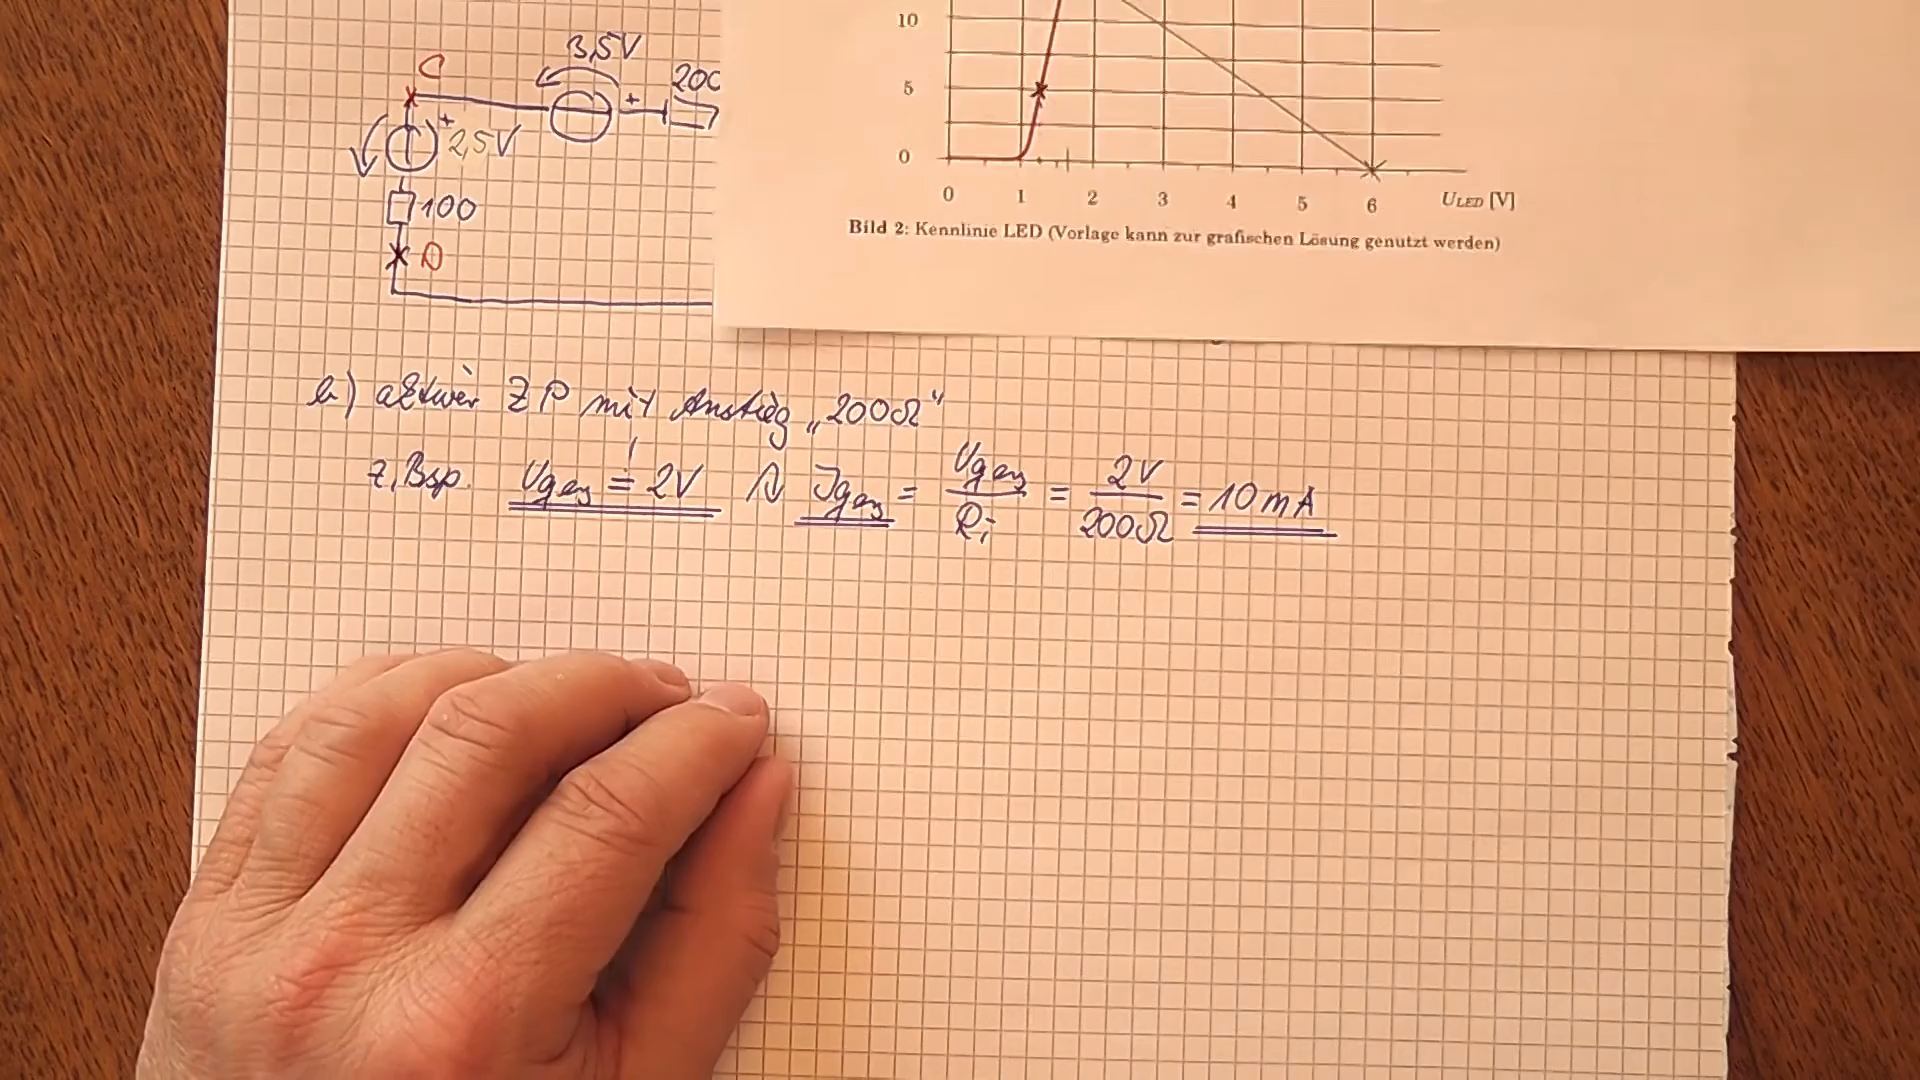 3,5V
C
+
200
+
2,5V
100
D
10
5
0
0 1 2 3 4 5 6 U_LED [V]
Bild 2: Kennlinie LED (Vorlage kann zur grafischen Lösung genutzt werden)
b) aktiver ZP mit Anstieg „200Ω“
z.Bsp. Uges = 2V Iges = Uges/Ri = 2V/200Ω = 10mA